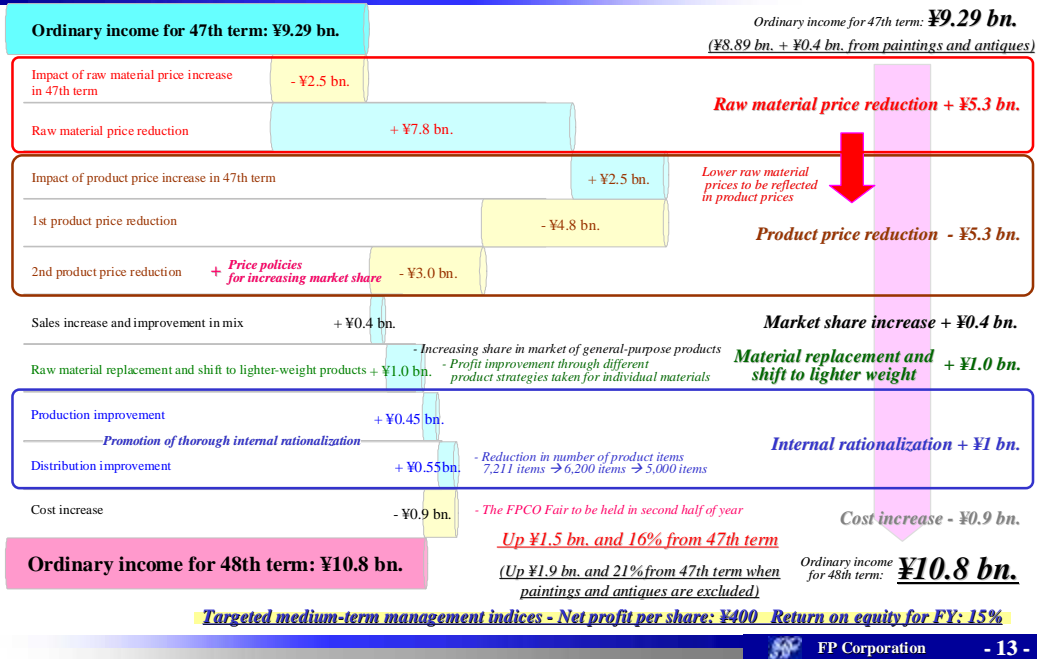 Ordinary income for 47th term: ¥9.29 bn.
Ordinary income for 47th term: ¥9.29 bn.
(¥8.89 bn. + ¥0.4 bn. from paintings and antiques)
Impact of raw material price increase
in 47th term
- ¥2.5 bn.
Raw material price reduction + ¥5.3 bn.
Raw material price reduction
+ ¥7.8 bn.
Impact of product price increase in 47th term
+ ¥2.5 bn.
Lower raw material
prices to be reflected
in product prices
1st product price reduction
- ¥4.8 bn.
Product price reduction - ¥5.3 bn.
2nd product price reduction
+ Price policies
for increasing market share
- ¥3.0 bn.
Sales increase and improvement in mix
+ ¥0.4 bn.
Market share increase + ¥0.4 bn.
- Increasing share in market of general-purpose products
Raw material replacement and shift to lighter-weight products + ¥1.0 bn.
- Profit improvement through different
product strategies taken for individual materials
Material replacement and
shift to lighter weight
+ ¥1.0 bn.
Production improvement
+ ¥0.45 bn.
Promotion of thorough internal rationalization
Internal rationalization + ¥1 bn.
Distribution improvement
+ ¥0.55bn.
- Reduction in number of product items
7,211 items → 6,200 items → 5,000 items
Cost increase
- ¥0.9 bn.
- The FPCO Fair to be held in second half of year
Cost increase - ¥0.9 bn.
Up ¥1.5 bn. and 16% from 47th term
Ordinary income for 48th term: ¥10.8 bn.
(Up ¥1.9 bn. and 21% from 47th term when
paintings and antiques are excluded)
Ordinary income
for 48th term:
¥10.8 bn.
Targeted medium-term management indices - Net profit per share: ¥400 Return on equity for FY: 15%
FP Corporation
- 13 -